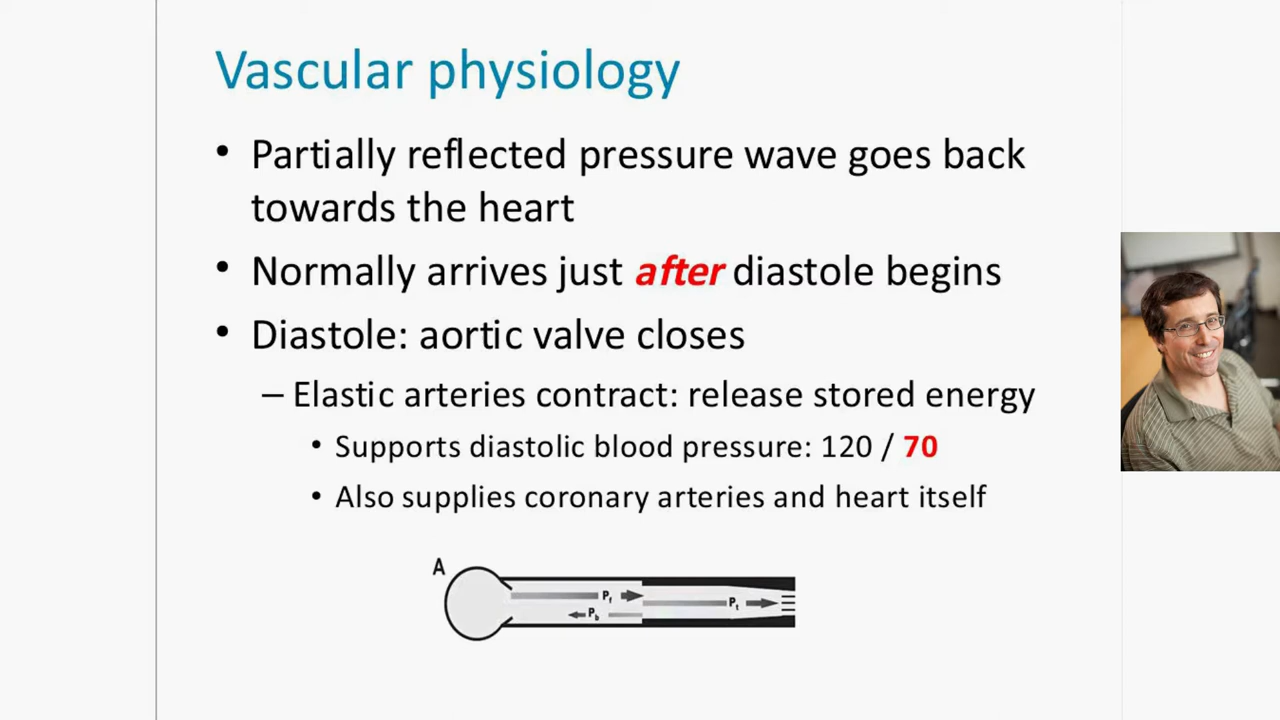 Vascular physiology
• Partially reflected pressure wave goes back
towards the heart
• Normally arrives just after diastole begins
• Diastole: aortic valve closes
– Elastic arteries contract: release stored energy
• Supports diastolic blood pressure: 120 / 70
• Also supplies coronary arteries and heart itself
A
Pf
Pb
Pt